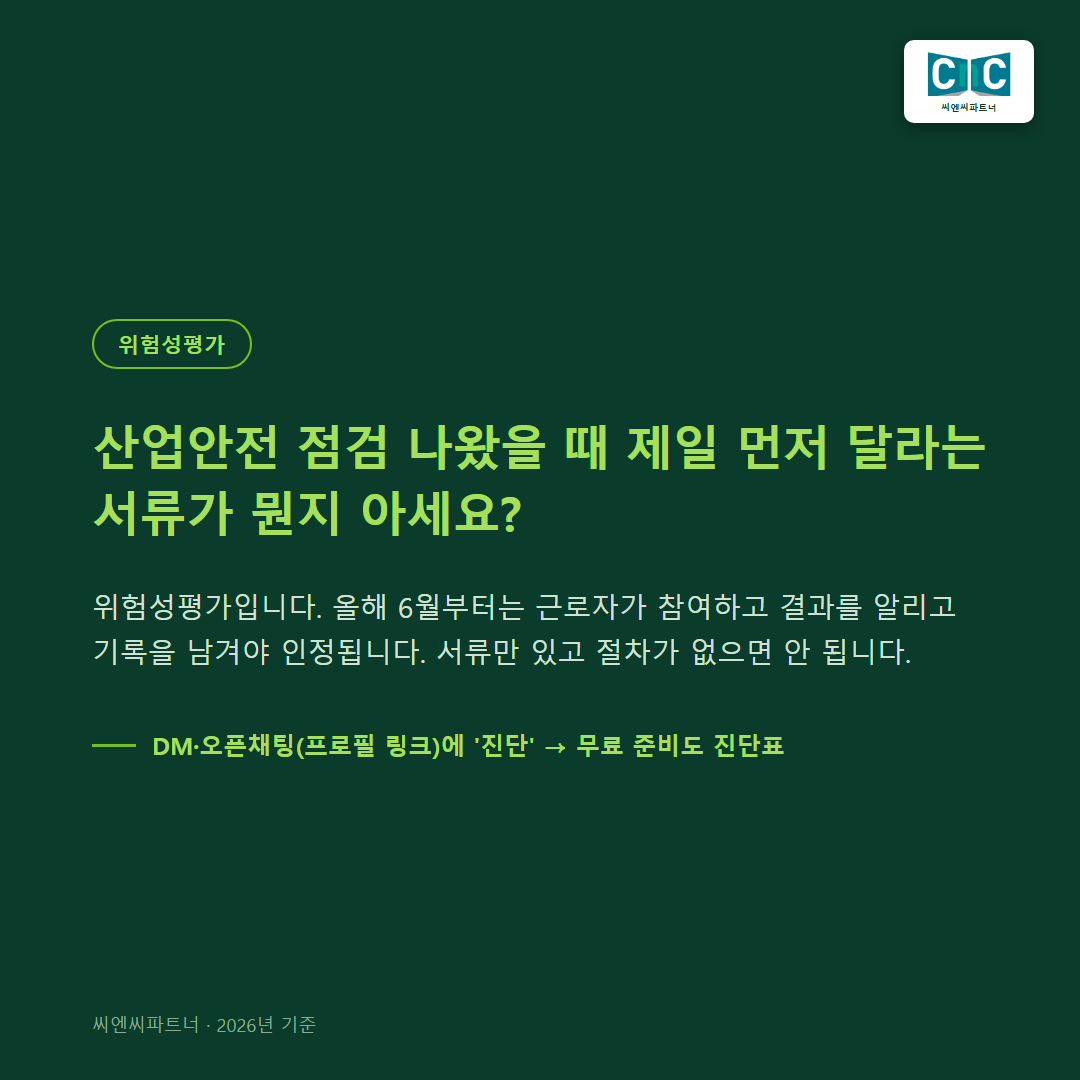 CnC
씨엔씨파트너
위험성평가
산업안전 점검 나왔을 때 제일 먼저 달라는
서류가 뭔지 아세요?
위험성평가입니다. 올해 6월부터는 근로자가 참여하고 결과를 알리고
기록을 남겨야 인정됩니다. 서류만 있고 절차가 없으면 안 됩니다.
DM·오픈채팅(프로필 링크)에 '진단' → 무료 준비도 진단표
씨엔씨파트너 · 2026년 기준